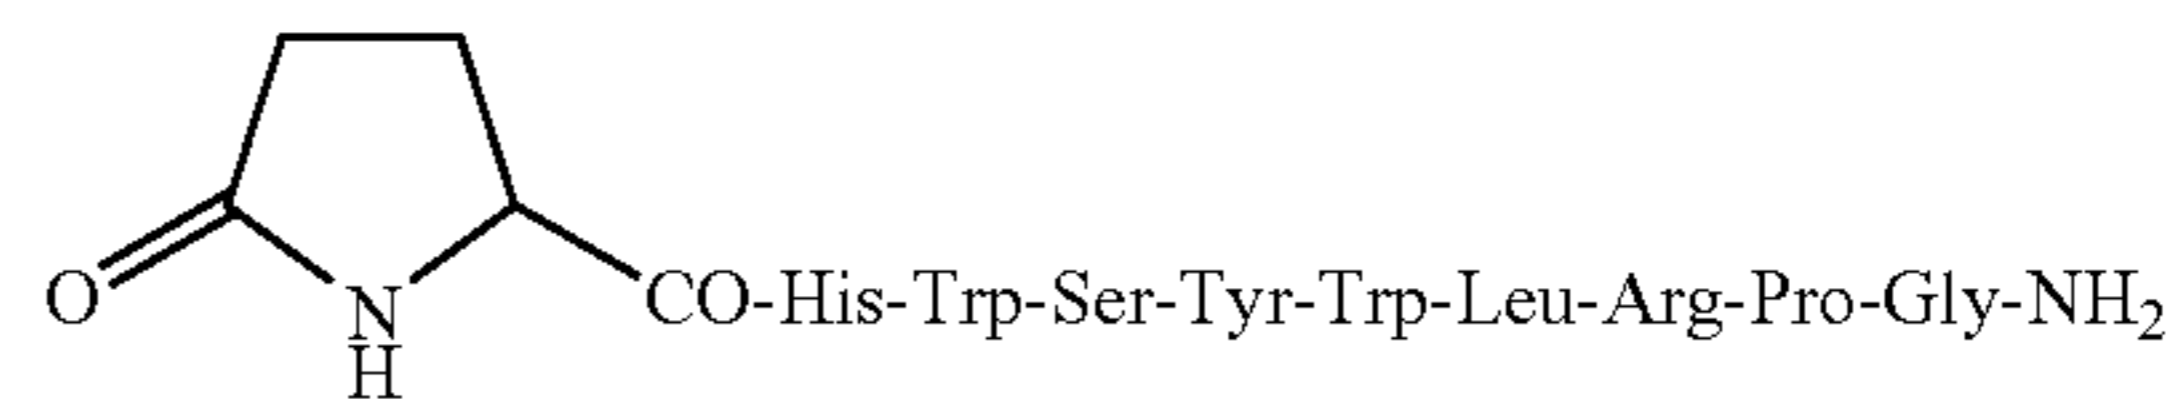 O N CO-His-Trp-Ser-Tyr-Trp-Leu-Arg-Pro-Gly-NH2
H